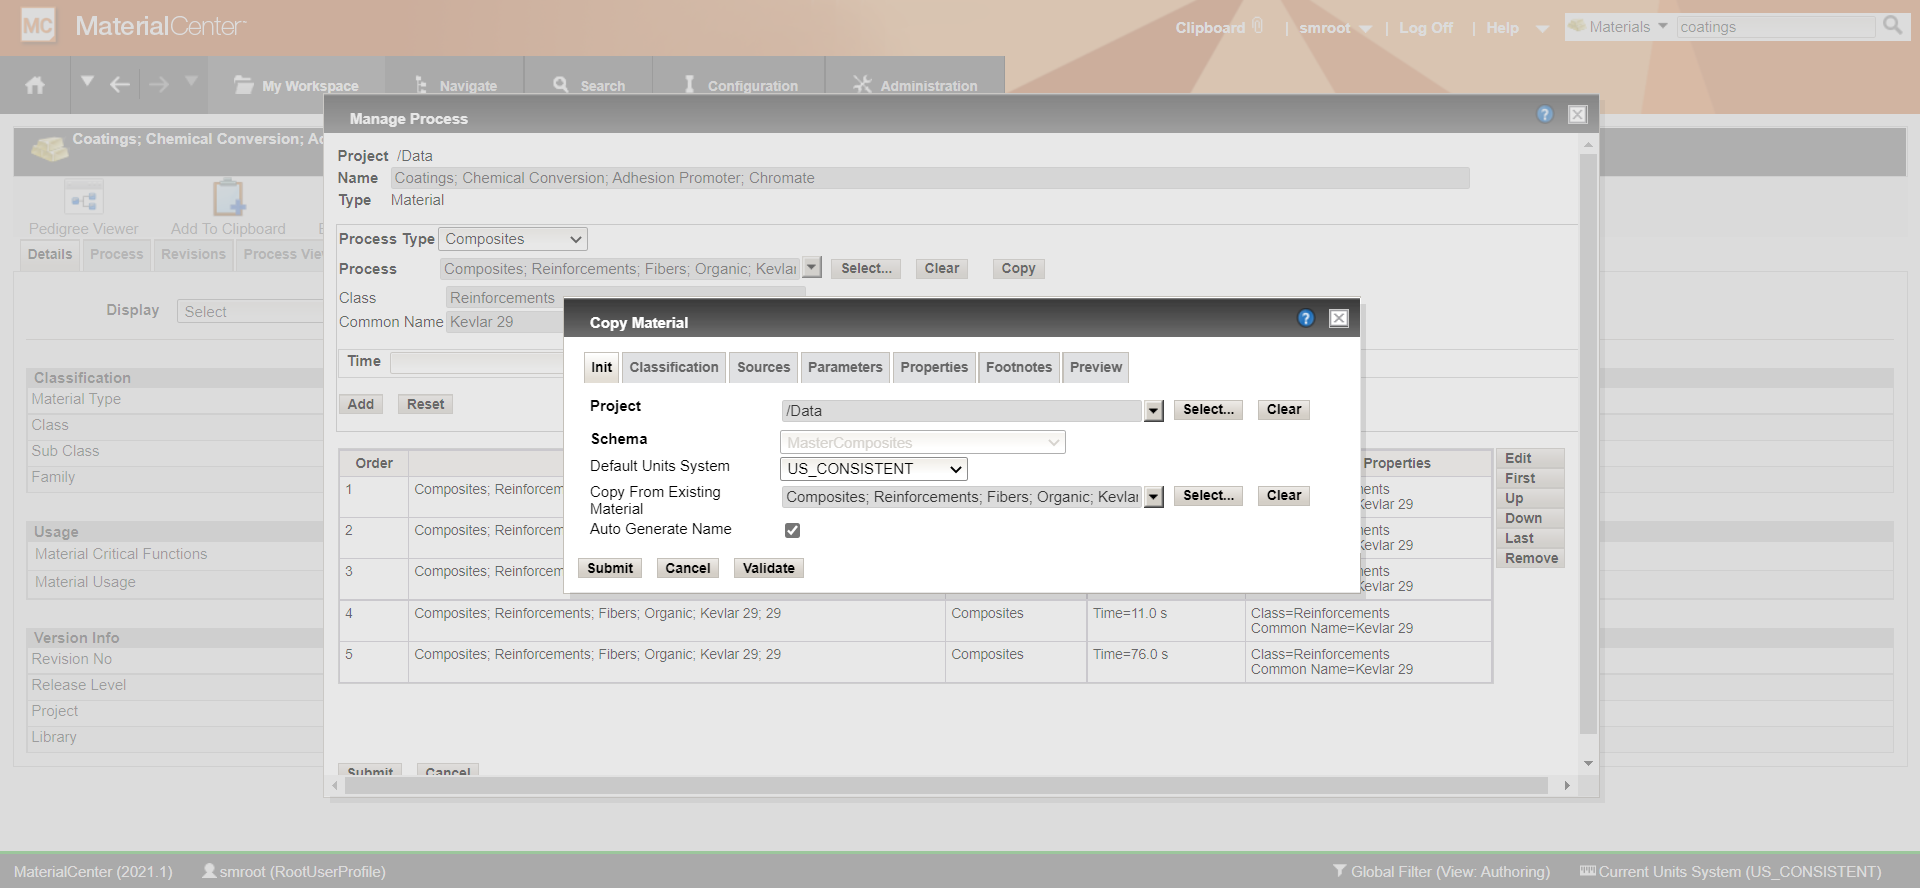 MC MaterialCenter
Clipboard | smroot | Log Off | Help Materials coatings
My Workspace Navigate Search Configuration Administration
Coatings; Chemical Conversion; Ad
Pedigree Viewer Add To Clipboard
Details Process Revisions Process Vie
Display Select
Classification
Material Type
Class
Sub Class
Family
Usage
Material Critical Functions
Material Usage
Version Info
Revision No
Release Level
Project
Library
Manage Process ?
Project /Data
Name Coatings; Chemical Conversion; Adhesion Promoter; Chromate
Type Material
Process Type Composites
Process Composites; Reinforcements; Fibers; Organic; Kevlar Select... Clear Copy
Class Reinforcements
Common Name Kevlar 29
Time
Add Reset
Order Properties
1 Composites; Reinforcem ents
Kevlar 29
2 Composites; Reinforcem ents
Kevlar 29
3 Composites; Reinforcem ents
Kevlar 29
4 Composites; Reinforcements; Fibers; Organic; Kevlar 29; 29 Composites Time=11.0 s Class=Reinforcements
Common Name=Kevlar 29
5 Composites; Reinforcements; Fibers; Organic; Kevlar 29; 29 Composites Time=76.0 s Class=Reinforcements
Common Name=Kevlar 29
Edit
First
Up
Down
Last
Remove
Submit Cancel
Copy Material ?
Init Classification Sources Parameters Properties Footnotes Preview
Project /Data Select... Clear
Schema MasterComposites
Default Units System US_CONSISTENT
Copy From Existing
Material Composites; Reinforcements; Fibers; Organic; Kevlar Select... Clear
Auto Generate Name
Submit Cancel Validate
MaterialCenter (2021.1) smroot (RootUserProfile) Global Filter (View: Authoring) Current Units System (US_CONSISTENT)